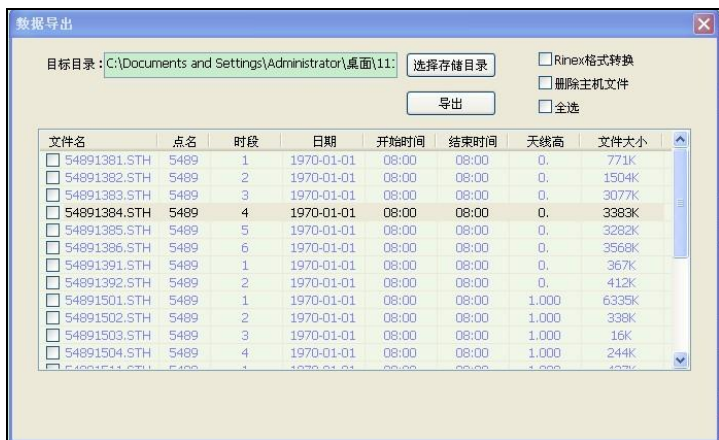 数据导出
目标目录：C:\Documents and Settings\Administrator\桌面\11: 选择存储目录 Rinex格式转换
删除主机文件
导出 全选
文件名 点名 时段 日期 开始时间 结束时间 天线高 文件大小
54891381.STH 5489 1 1970-01-01 08:00 08:00 0. 771K
54891382.STH 5489 2 1970-01-01 08:00 08:00 0. 1504K
54891383.STH 5489 3 1970-01-01 08:00 08:00 0. 3077K
54891384.STH 5489 4 1970-01-01 08:00 08:00 0. 3383K
54891385.STH 5489 5 1970-01-01 08:00 08:00 0. 3282K
54891386.STH 5489 6 1970-01-01 08:00 08:00 0. 3568K
54891391.STH 5489 1 1970-01-01 08:00 08:00 0. 367K
54891392.STH 5489 2 1970-01-01 08:00 08:00 0. 412K
54891501.STH 5489 1 1970-01-01 08:00 08:00 1.000 6335K
54891502.STH 5489 2 1970-01-01 08:00 08:00 1.000 338K
54891503.STH 5489 3 1970-01-01 08:00 08:00 1.000 16K
54891504.STH 5489 4 1970-01-01 08:00 08:00 1.000 244K